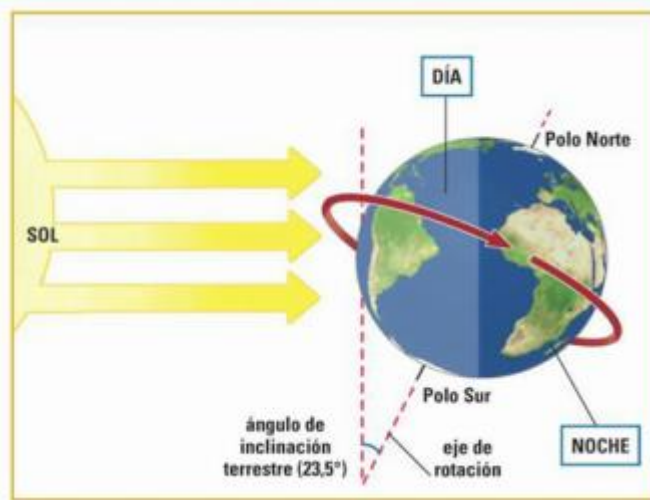 DÍA
Polo Norte
SOL
Polo Sur
ángulo de
inclinación
terrestre (23,5°)
eje de
rotación
NOCHE